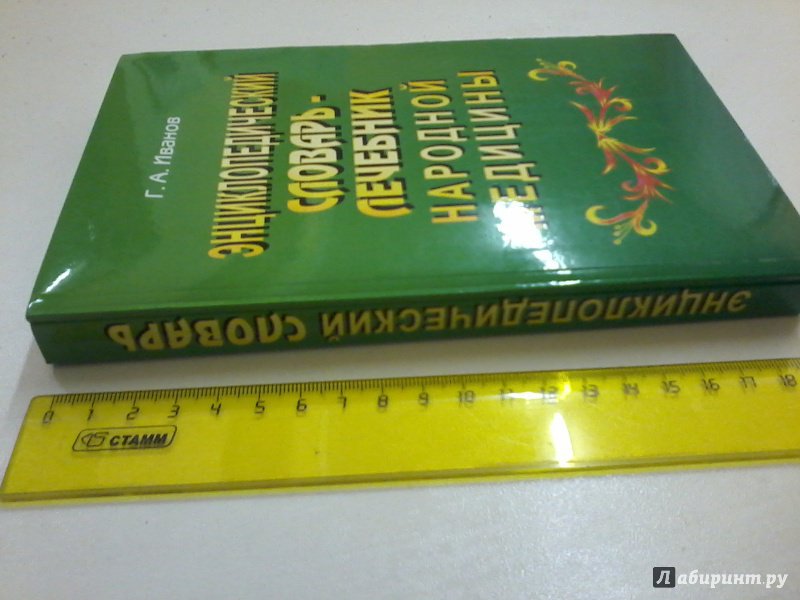 Г. А. Иванов
ЭНЦИКЛОПЕДИЧЕСКИЙ
СЛОВАРЬ-
ЛЕЧЕБНИК
НАРОДНОЙ
МЕДИЦИНЫ
ЭНЦИКЛОПЕДИЧЕСКИЙ СЛОВАРЬ
0 1 2 3 4 5 6 7 8 9 10 11 12 13 14 15 16 17 18
СТАММ
Лабиринт.ру